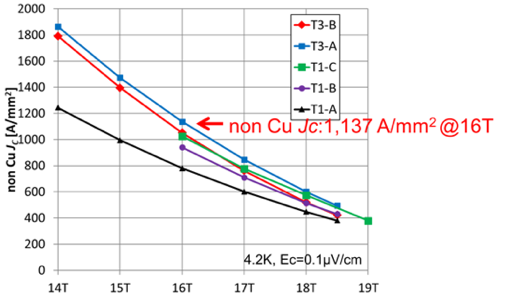 2000
1800
1600
1400
1200
1000
800
600
400
200
0
non Cu Jc [A/mm²]
T3-B
T3-A
T1-C
T1-B
T1-A
non Cu Jc:1,137 A/mm² @16T
4.2K, Ec=0.1μV/cm
14T 15T 16T 17T 18T 19T